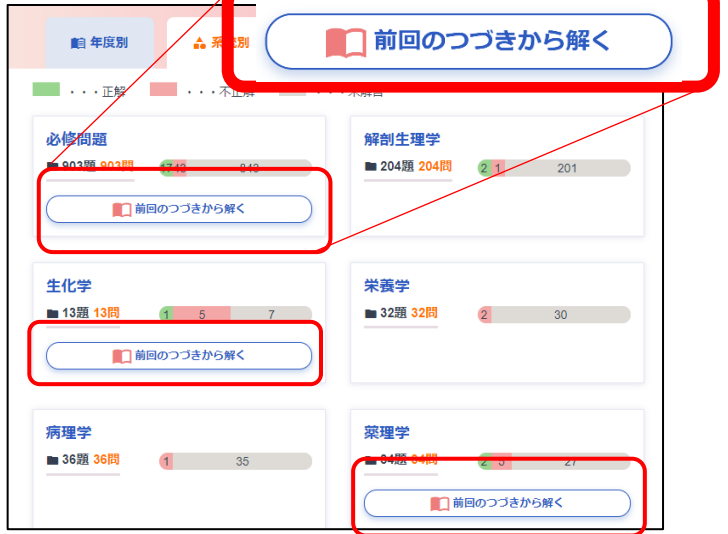 前回のつづきから解く
年度別
系統別
・・・正解 ・・・不正解 ・・・未解答
必修問題
903題 903問 17 43 843
前回のつづきから解く
解剖生理学
204題 204問 2 1 201
生化学
13題 13問 1 5 7
前回のつづきから解く
栄養学
32題 32問 2 30
病理学
36題 36問 1 35
薬理学
34題 34問 2 5 27
前回のつづきから解く